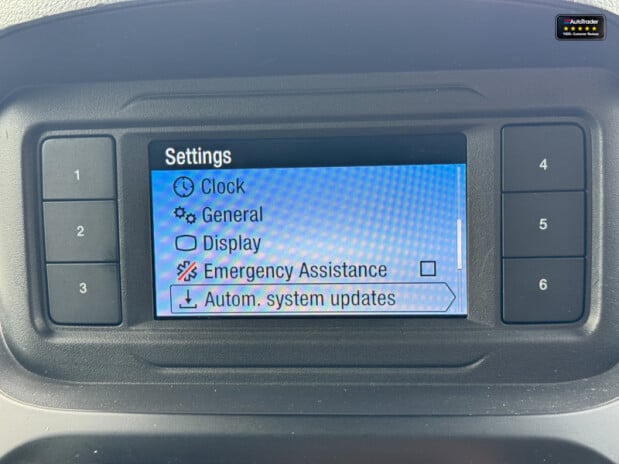 AutoTrader
Settings
1
Clock
4
General
2
Display
5
Emergency Assistance
3
Autom. system updates
6